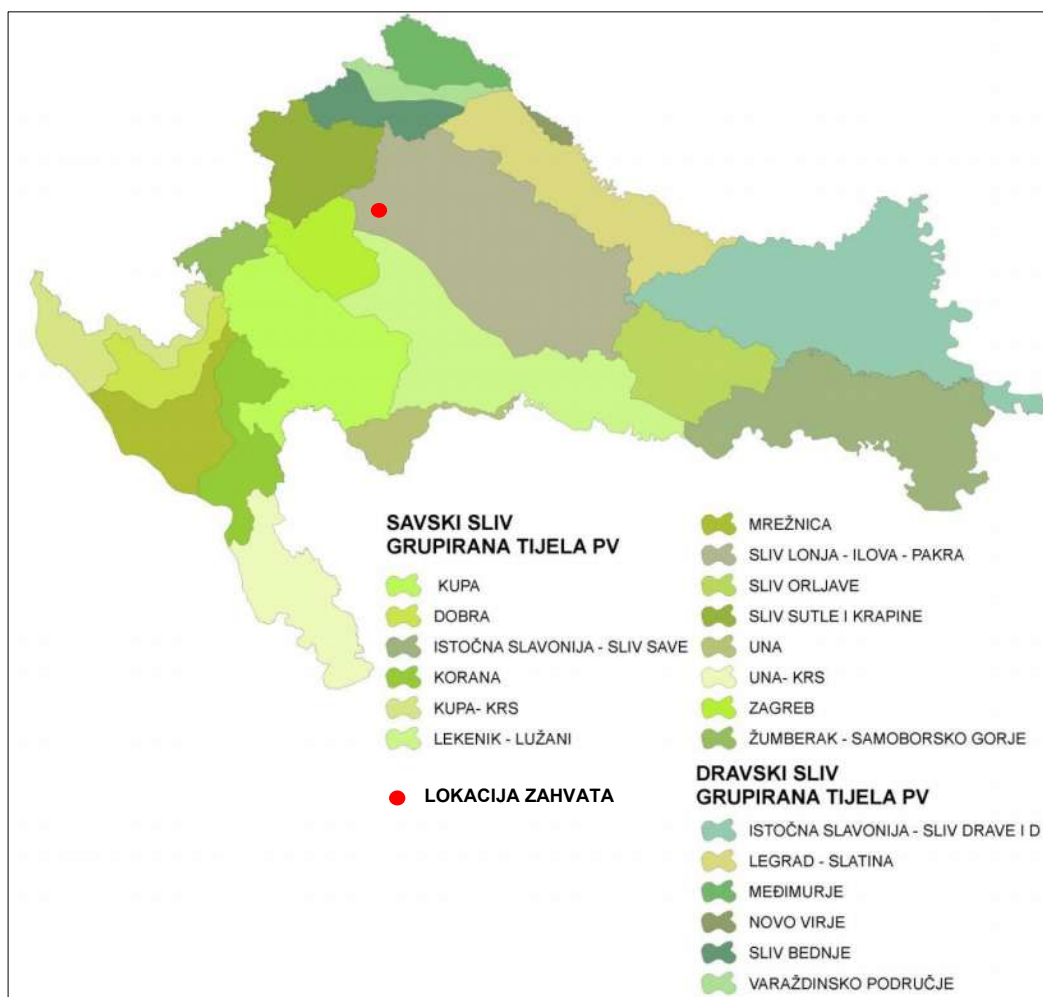 SAVSKI SLIV
GRUPIRANA TIJELA PV
KUPA
DOBRA
ISTOČNA SLAVONIJA - SLIV SAVE
KORANA
KUPA- KRS
LEKENIK - LUŽANI
LOKACIJA ZAHVATA
MREŽNICA
SLIV LONJA - ILOVA - PAKRA
SLIV ORLJAVE
SLIV SUTLE I KRAPINE
UNA
UNA- KRS
ZAGREB
ŽUMBERAK - SAMOBORSKO GORJE
DRAVSKI SLIV
GRUPIRANA TIJELA PV
ISTOČNA SLAVONIJA - SLIV DRAVE I D
LEGRAD - SLATINA
MEĐIMURJE
NOVO VIRJE
SLIV BEDNJE
VARAŽDINSKO PODRUČJE